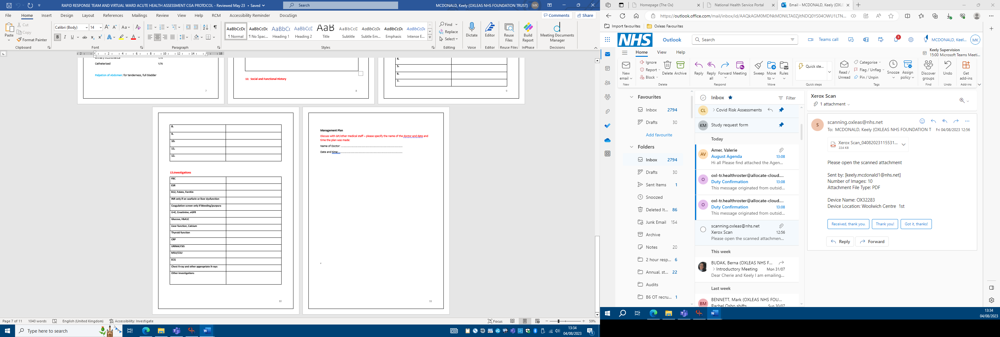 RAPID RESPONSE TEAM AND VIRTUAL WARD ACUTE HEALTH ASSESSMENT CGA PROTOCOL - Reviewed May 23 • Saved
Search
MCDONALD, Keely (OXLEAS NHS FOUNDATION TRUST) MK
File Home Insert Design Layout References Mailings Review View Help RCM Accessibility Reminder DocuSign
Comments Share
Paste
Cut
Copy
Format Painter
Calibri (Body) 14
AaBbCcDc AaBbCcDc AaBbCc AaBbCcD AaB AaBbCcD AaBbCcDc AaBbCcDc AaBbCcDc
¶ Normal ¶ No Spac... Heading 1 Heading 2 Title Subtitle Subtle Em... Emphasis Intense E...
Find
Replace
Select
Dictate
Editor
Reuse Files
Build Report
Meeting Documents Manager
Clipboard Font Paragraph Styles Editing Voice Editor Reuse Files InPhase Decisions
2 2 4 6 8 10 12 14 18
Urinary incontinence Y/N
Catheterised Y/N
Palpation of Abdomen: for tenderness, full bladder
7
11: Social and Functional History
8
4.
5.
6.
7.
9
8.
9.
10.
11.
12.
13.Investigations
FBC
ESR
B12, Folate, Ferritin
INR only if on warfarin or liver dysfunction
Coagulation screen only if bleeding/purpura
U+E, Creatinine, eGFR
Glucose, HbA1C
Liver function, Calcium
Thyroid function
CRP
URINALYSIS
MSU/CSU
ECG
Chest X-ray and other appropriate X-rays
Other investigations
10
Management Plan
Discuss with GP/other medical staff – please specify the name of the doctor and date and
time the plan was made:
Name of Doctor: ........................................
Date and time:........................................
11
Page 7 of 11 1040 words English (United Kingdom) Accessibility: Investigate
Focus 59%
Type here to search
13:34
04/08/2023
1
Homepage (The Ox)
National Health Service Portal
Email - MCDONALD, Keely (OXLE
https://outlook.office.com/mail/inbox/id/AAQkAGM0MDNkMDNlLTA0ZjItNDQ0YS04OWU1LTN...
Import favourites Oxleas Favourites
NHS Outlook
Search
Teams call
3
MCDONALD, Keel... MK
Home View Help
Keely Supervision
15:00 Microsoft Teams Meeti...
New email
Ignore
Report
Block
Delete Archive
Reply Reply all Forward Meeting
Sweep Move to Rules
Quick ste...
Read / Unread
Categorise
Flag / Unflag
Pin / Unpin
Snooze Assign policy
Discover groups
Undo
Get add-ins
New Delete Respond Move Quick steps Tags Find Undo Add-ins
Favourites
Inbox 2794
Drafts 30
Add favourite
Folders
Inbox 2794
Drafts 30
Sent Items 1
Snoozed
Deleted It... 86
Junk Email 154
Archive
Notes 20
2 hour resp... 6
Annual, st... 22
Audits
B6 OT recru... 1
Inbox
Filter
CL Covid Risk Assessments
KM Study request form
Today
AV Amer, Valerie
August Agenda 13:08
Hi all Please find attached the Agen...
O oxl-tr.healthroster@allocate-cloud....
Duty Confirmation 13:08
This message originated from outsid...
O oxl-tr.healthroster@allocate-cloud....
Duty Confirmation 13:08
This message originated from outsid...
scanning.oxleas@nhs.net
Xerox Scan 12:56
Please open the scanned attachmen...
This week
BUDAK, Berna (OXLEAS NHS F...
Introductory Meeting Mon 31/07
Dear Cherie and Keely I am emailing...
Last week
BM BENNETT, Mark (OXLEAS NHS FOU...
Rachel Osho shifts Sun 30/07
Xerox Scan
1 attachment
S scanning.oxleas@nhs.net
To: MCDONALD, Keely (OXLEAS NHS FOUNDATION T Fri 04/08/2023 12:56
Xerox Scan_04082023115531...
224 KB
Please open the scanned attachment
Sent by: [keely.mcdonald1@nhs.net]
Number of Images: 10
Attachment File Type: PDF
Device Name: OX32283
Device Location: Woolwich Centre 1st
Received, thank you. Thank you! Got it, thanks!
Reply Forward
13:34
04/08/2023